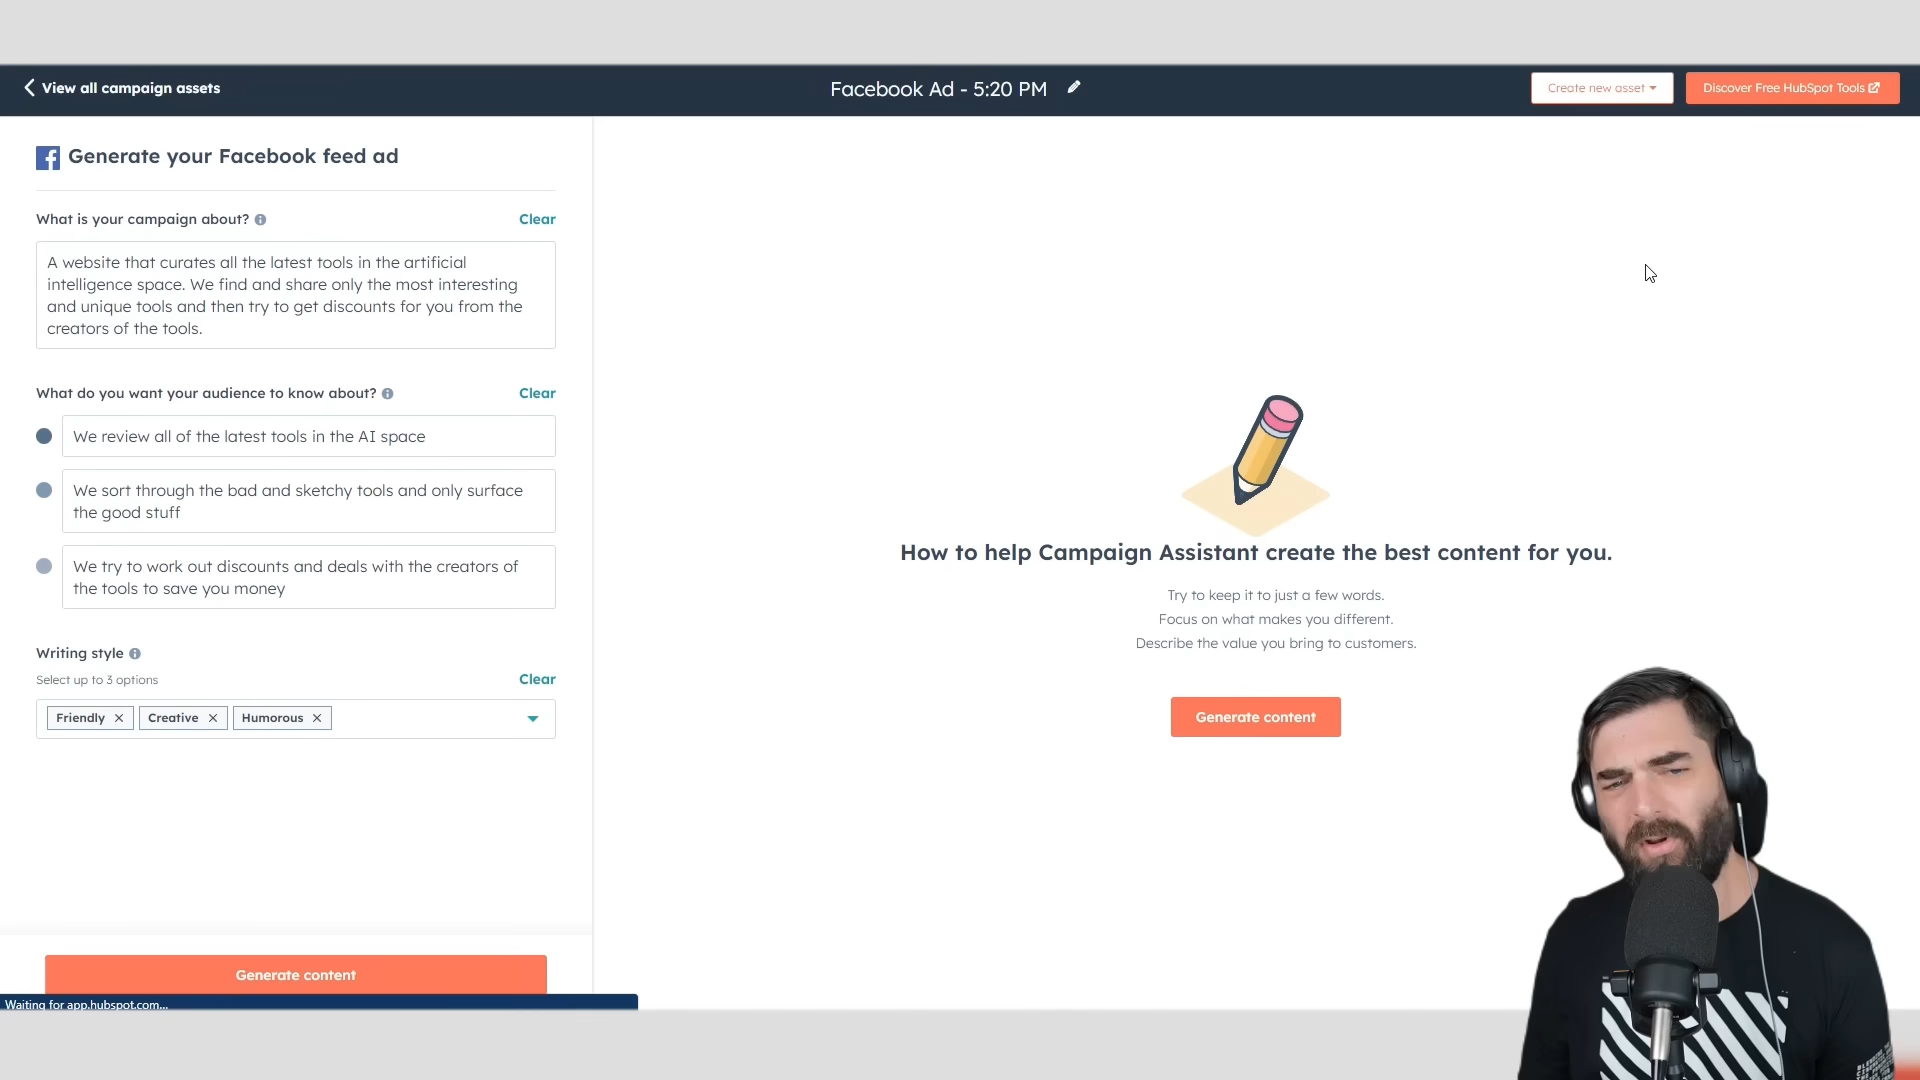 View all campaign assets
Facebook Ad - 5:20 PM
Create new asset
Discover Free HubSpot Tools
Generate your Facebook feed ad
What is your campaign about?
Clear
A website that curates all the latest tools in the artificial
intelligence space. We find and share only the most interesting
and unique tools and then try to get discounts for you from the
creators of the tools.
What do you want your audience to know about?
Clear
We review all of the latest tools in the AI space
We sort through the bad and sketchy tools and only surface
the good stuff
We try to work out discounts and deals with the creators of
the tools to save you money
Writing style
Select up to 3 options
Clear
Friendly
Creative
Humorous
Generate content
Waiting for app.hubspot.com...
How to help Campaign Assistant create the best content for you.
Try to keep it to just a few words.
Focus on what makes you different.
Describe the value you bring to customers.
Generate content